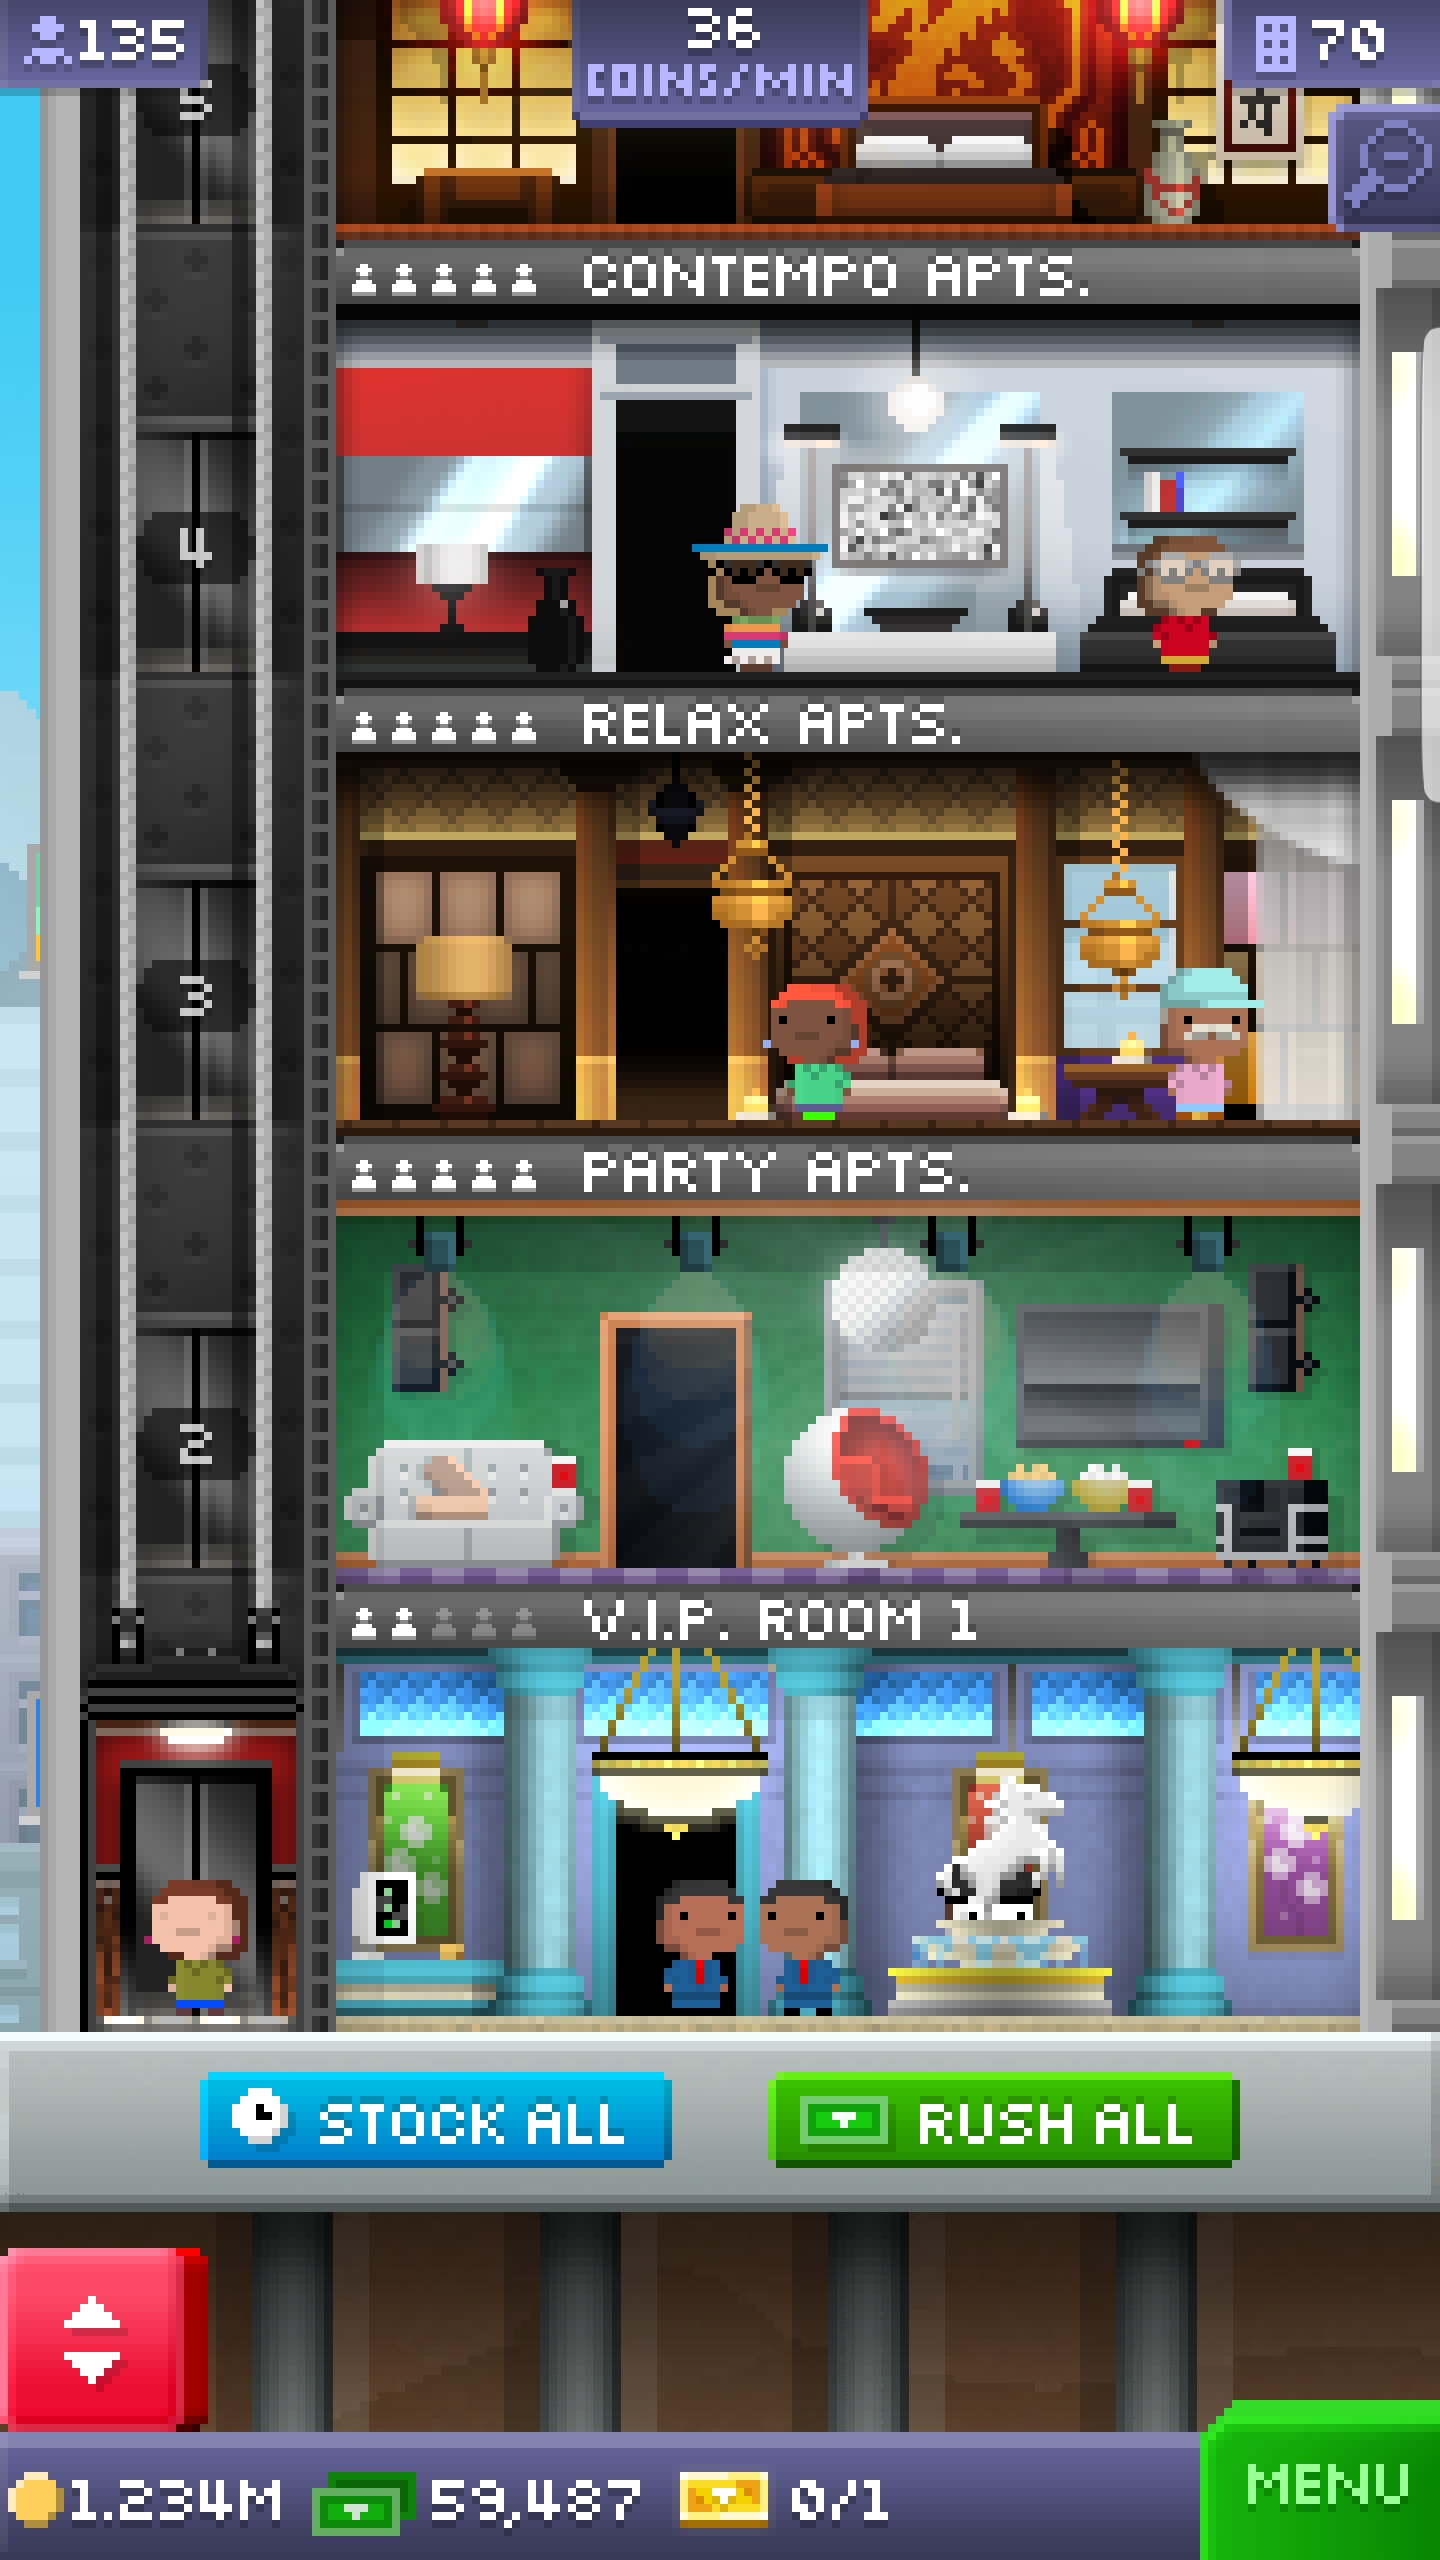 135
36
COINS/MIN
70
5
CONTEMPO APTS.
4
RELAX APTS.
3
PARTY APTS.
2
V.I.P. ROOM 1
STOCK ALL
RUSH ALL
1.234M
59,487
0/1
MENU